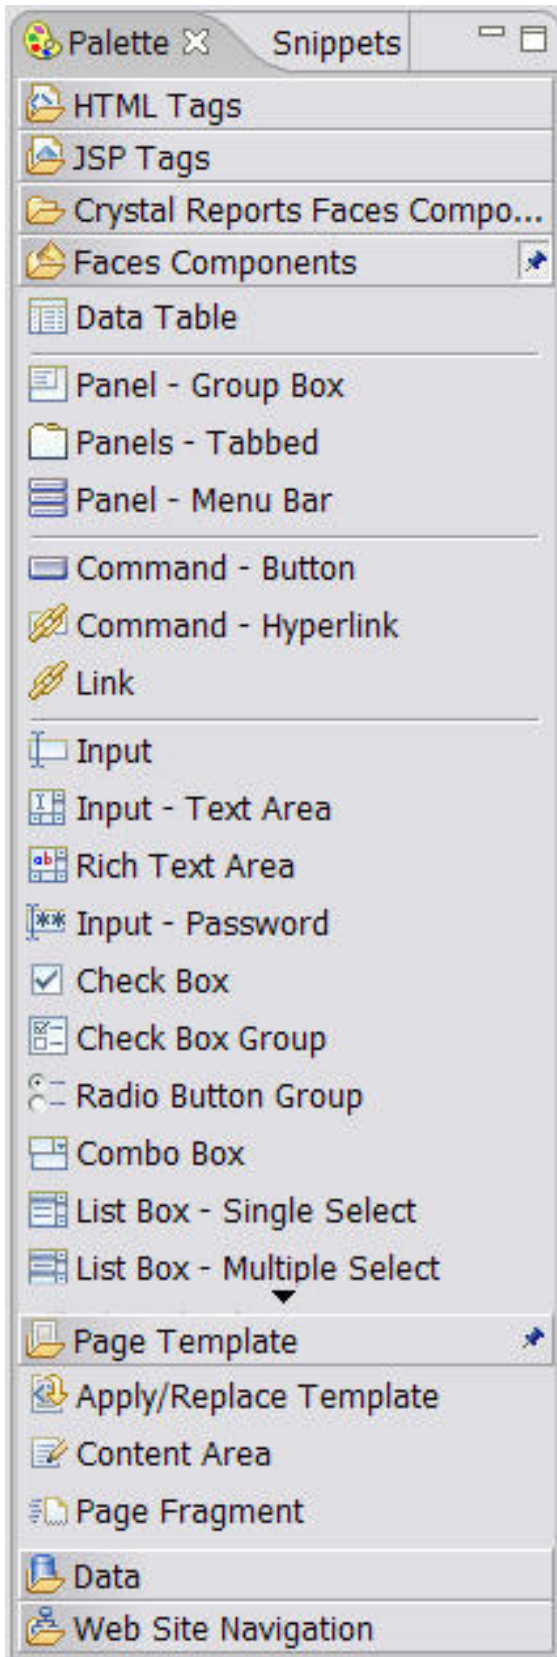 Palette Snippets
HTML Tags
JSP Tags
Crystal Reports Faces Compo...
Faces Components
Data Table
Panel - Group Box
Panels - Tabbed
Panel - Menu Bar
Command - Button
Command - Hyperlink
Link
Input
Input - Text Area
Rich Text Area
Input - Password
Check Box
Check Box Group
Radio Button Group
Combo Box
List Box - Single Select
List Box - Multiple Select
Page Template
Apply/Replace Template
Content Area
Page Fragment
Data
Web Site Navigation